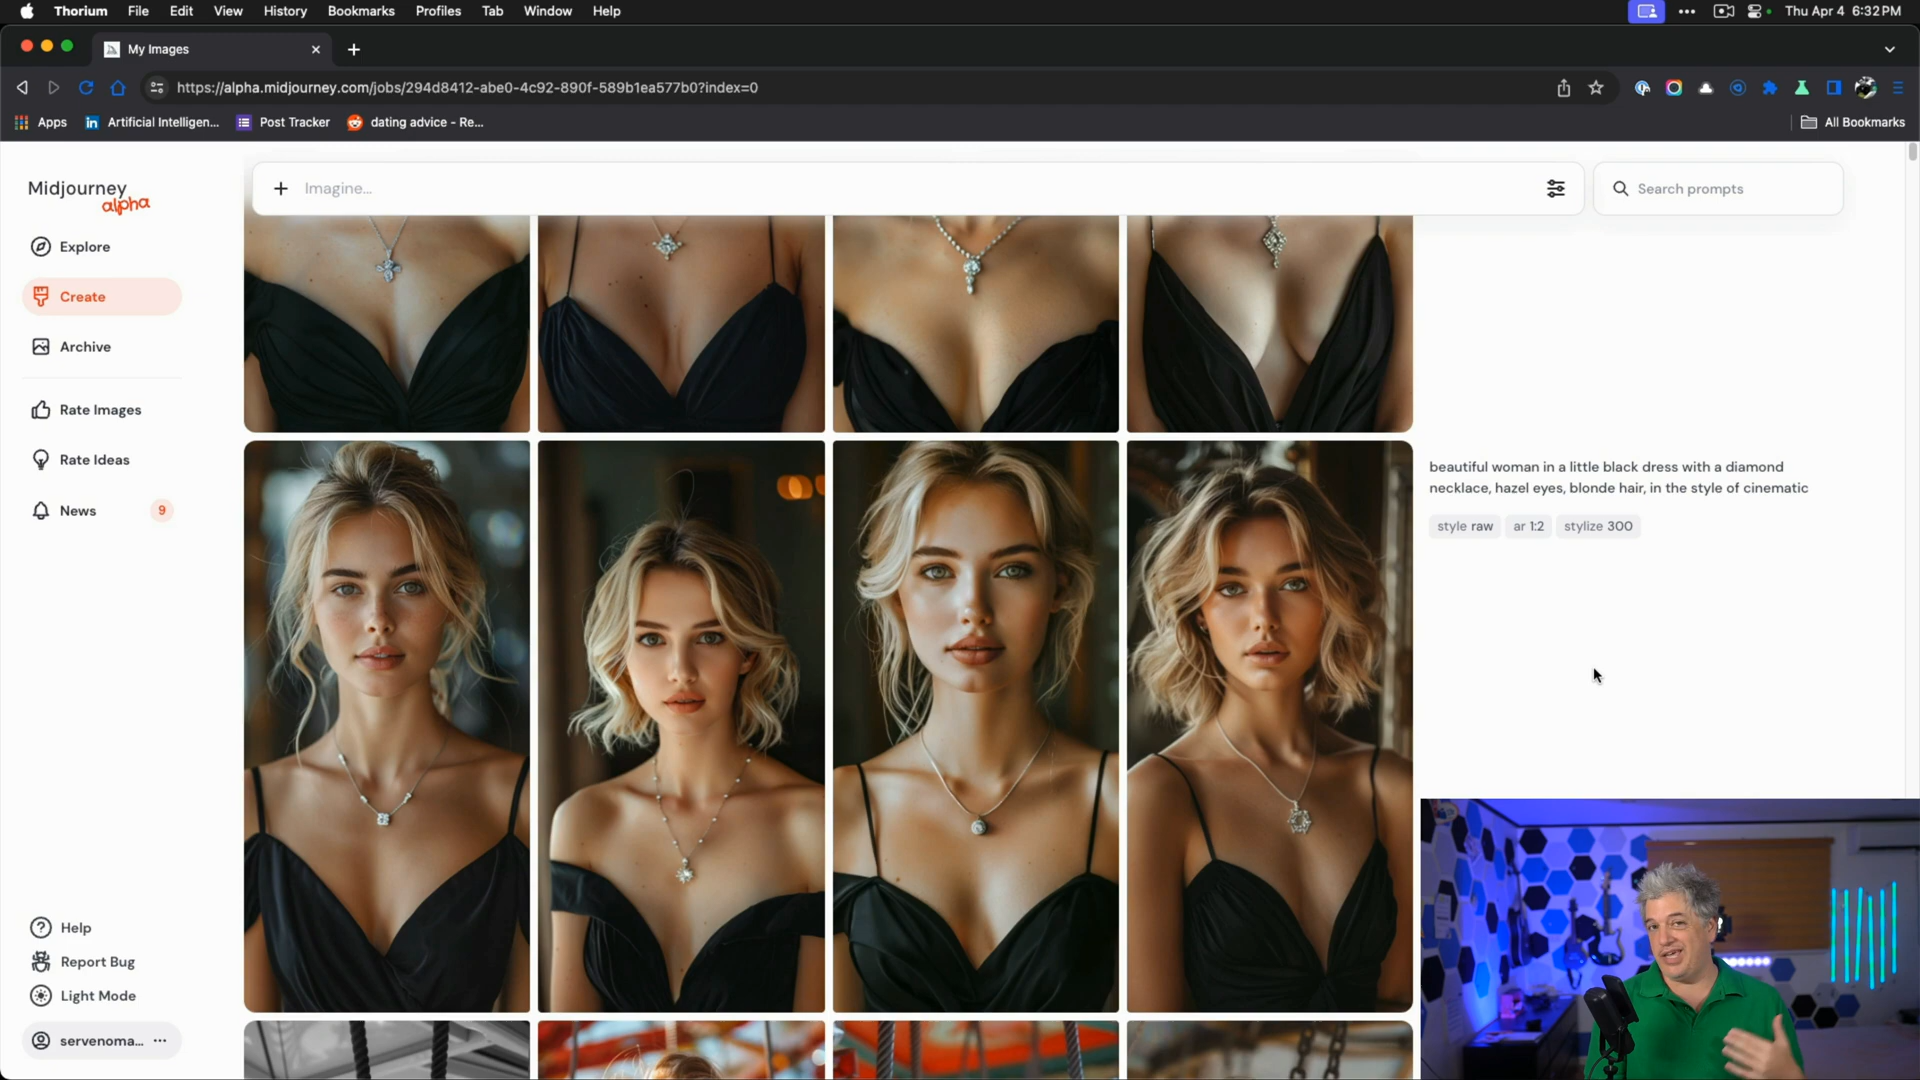 Thorium File Edit View History Bookmarks Profiles Tab Window Help
Thu Apr 4 6:32 PM
My Images
https://alpha.midjourney.com/jobs/294d8412-abe0-4c92-890f-589b1ea577b0?index=0
Apps Artificial Intelligen... Post Tracker dating advice - Re...
All Bookmarks
Midjourney
alpha
Imagine...
Search prompts
Explore
Create
Archive
Rate Images
Rate Ideas
News 9
beautiful woman in a little black dress with a diamond
necklace, hazel eyes, blonde hair, in the style of cinematic
style raw ar 1:2 stylize 300
Help
Report Bug
Light Mode
servenoma...